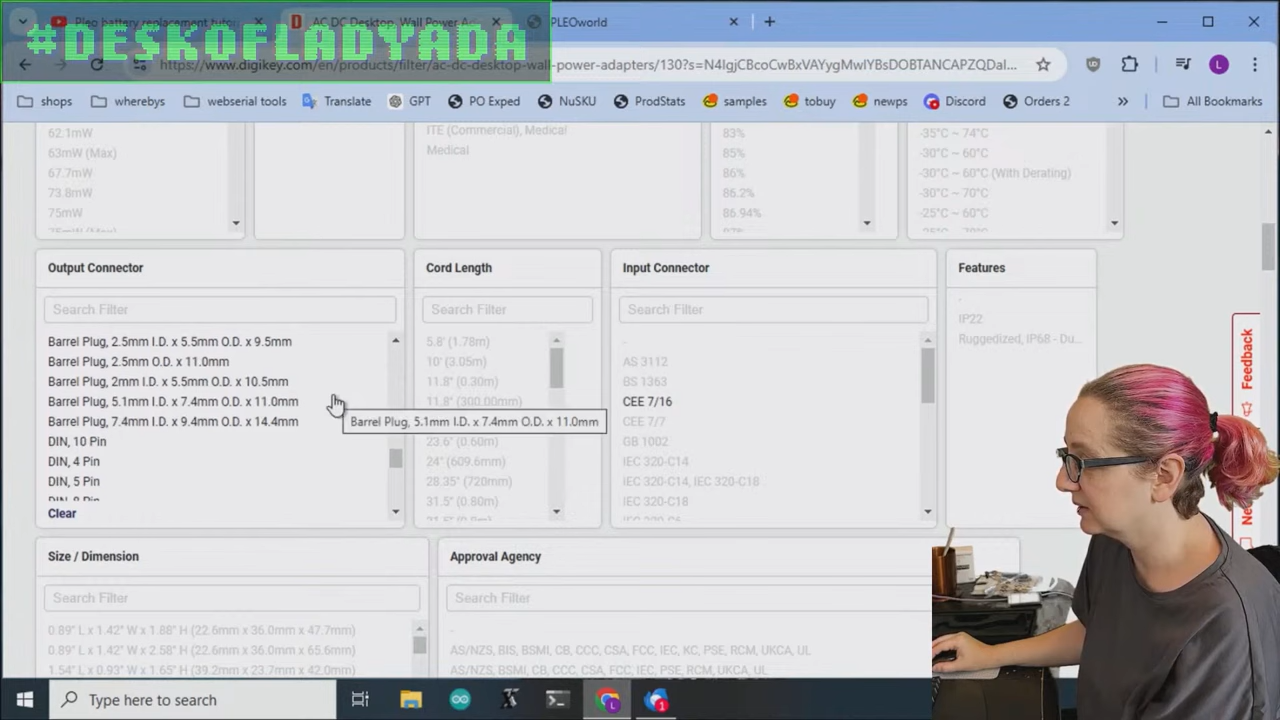 Pleo battery replacement tutori
AC DC Desktop, Wall Power Ad
PLEOworld
#DESKOFLADYADA
https://www.digikey.com/en/products/filter/ac-dc-desktop-wall-power-adapters/130?s=N4IgjCBcoCwBxVAYygMwIYBsDOBTANCAPZQDaI...
shops
wherebys
webserial tools
Translate
GPT
PO Exped
NuSKU
ProdStats
samples
tobuy
newps
Discord
Orders 2
All Bookmarks
62.1mW
63mW (Max)
67.7mW
73.8mW
75mW
ITE (Commercial), Medical
Medical
83%
85%
86%
86.2%
86.94%
-35°C ~ 74°C
-30°C ~ 60°C
-30°C ~ 60°C (With Derating)
-30°C ~ 70°C
-25°C ~ 60°C
Output Connector
Search Filter
Barrel Plug, 2.5mm I.D. x 5.5mm O.D. x 9.5mm
Barrel Plug, 2.5mm O.D. x 11.0mm
Barrel Plug, 2mm I.D. x 5.5mm O.D. x 10.5mm
Barrel Plug, 5.1mm I.D. x 7.4mm O.D. x 11.0mm
Barrel Plug, 7.4mm I.D. x 9.4mm O.D. x 14.4mm
DIN, 10 Pin
DIN, 4 Pin
DIN, 5 Pin
Clear
Barrel Plug, 5.1mm I.D. x 7.4mm O.D. x 11.0mm
Cord Length
Search Filter
5.8' (1.78m)
10' (3.05m)
11.8" (0.30m)
11.8" (300.00mm)
23.6" (0.60m)
24" (609.6mm)
28.35" (720mm)
31.5" (0.80m)
Input Connector
Search Filter
-
AS 3112
BS 1363
CEE 7/16
CEE 7/7
GB 1002
IEC 320-C14
IEC 320-C14, IEC 320-C18
IEC 320-C18
Features
-
IP22
Ruggedized, IP68 - Du...
Feedback
Size / Dimension
Search Filter
0.89" L x 1.42" W x 1.88" H (22.6mm x 36.0mm x 47.7mm)
0.89" L x 1.42" W x 2.58" H (22.6mm x 36.0mm x 65.6mm)
1.54" L x 0.93" W x 1.65" H (39.2mm x 23.7mm x 42.0mm)
Approval Agency
Search Filter
-
AS/NZS, BIS, BSMI, CB, CCC, CSA, FCC, IEC, KC, PSE, RCM, UKCA, UL
AS/NZS, BSMI, CB, CCC, CSA, FCC, IEC, PSE, RCM, UKCA, UL
Type here to search
1